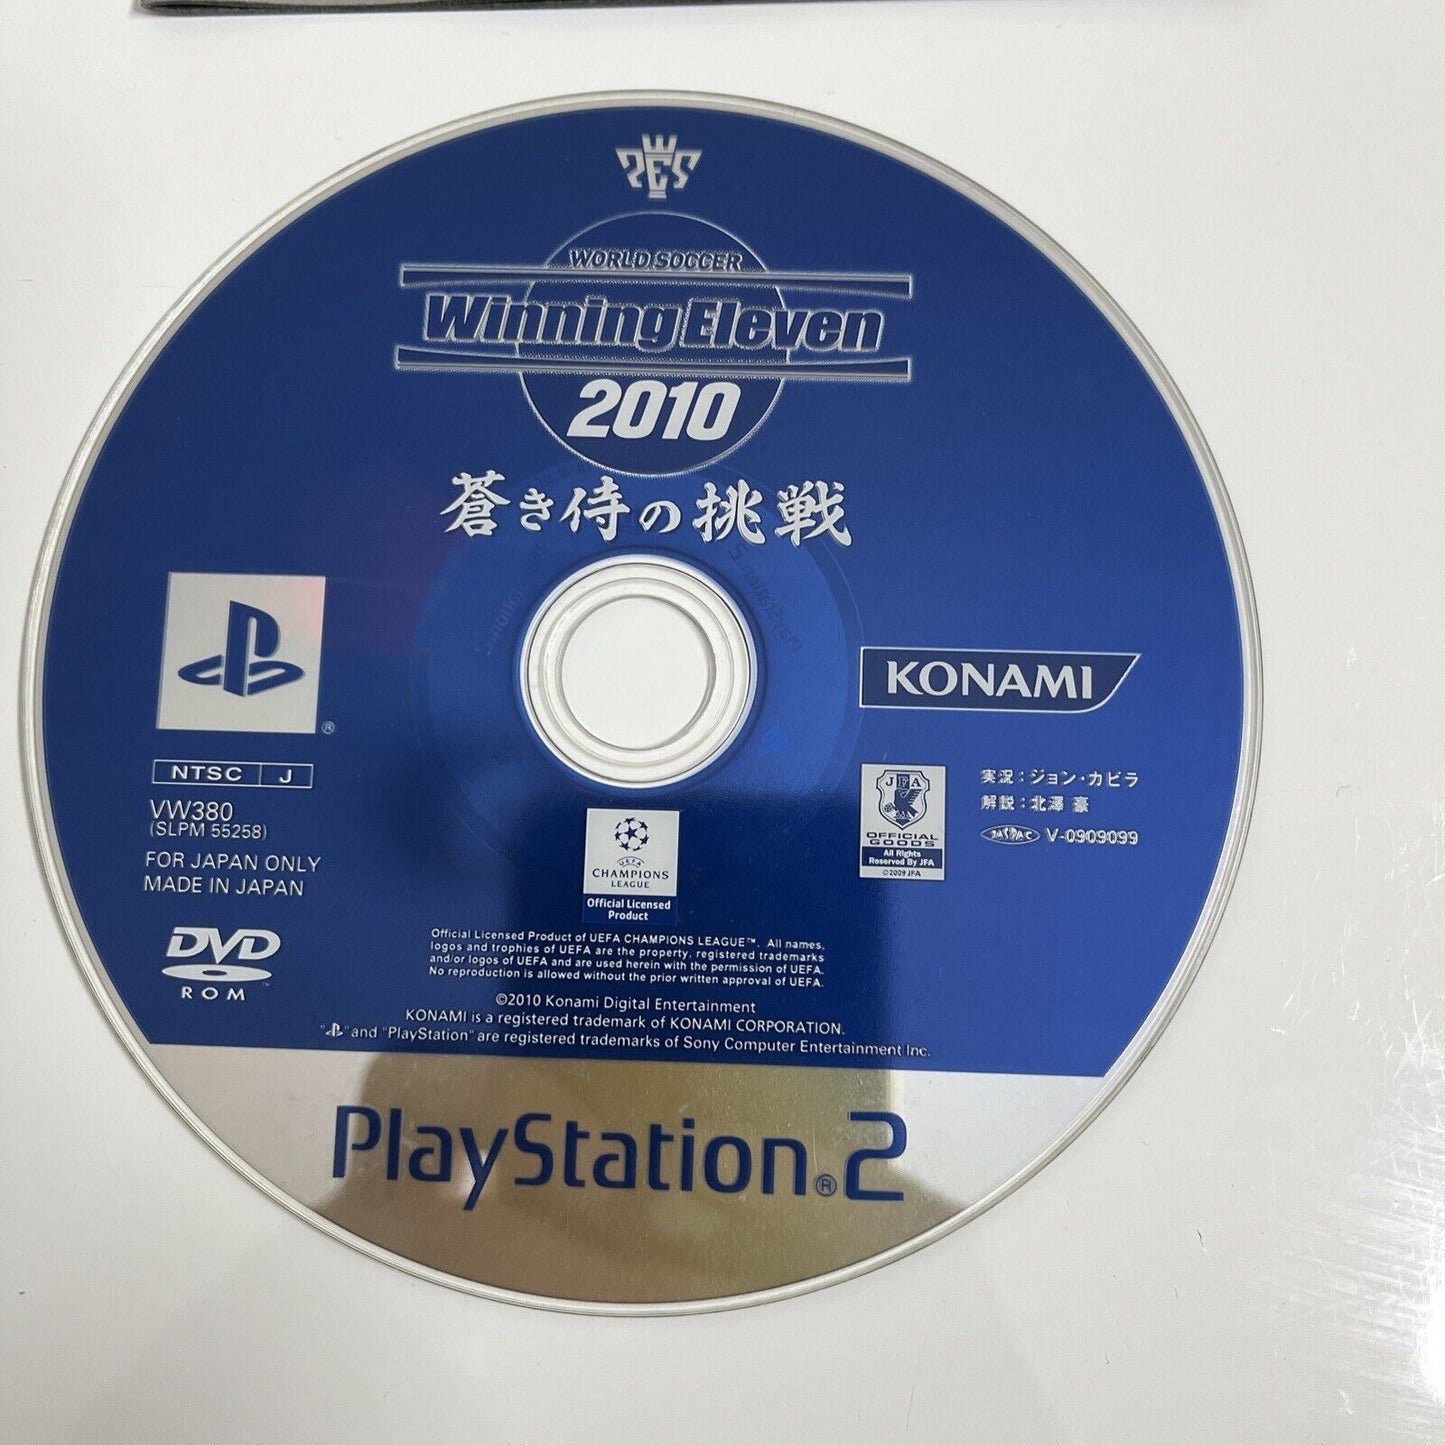 WE
PES
WORLD SOCCER
Winning Eleven
2010
蒼き侍の挑戦
®
NTSC J
VW380
(SLPM 55258)
FOR JAPAN ONLY
MADE IN JAPAN
DVD
ROM
KONAMI
JFA
OFFICIAL
GOODS
All Rights
Reserved By JFA
©2009 JFA
実況:ジョン・カビラ
解説:北澤 豪
JASRAC V-0909099
UEFA
CHAMPIONS
LEAGUE
Official Licensed
Product
Official Licensed Product of UEFA CHAMPIONS LEAGUE™. All names,
logos and trophies of UEFA are the property, registered trademarks
and/or logos of UEFA and are used herein with the permission of UEFA.
No reproduction is allowed without the prior written approval of UEFA.
©2010 Konami Digital Entertainment
KONAMI is a registered trademark of KONAMI CORPORATION.
" " and "PlayStation" are registered trademarks of Sony Computer Entertainment Inc.
PlayStation®2